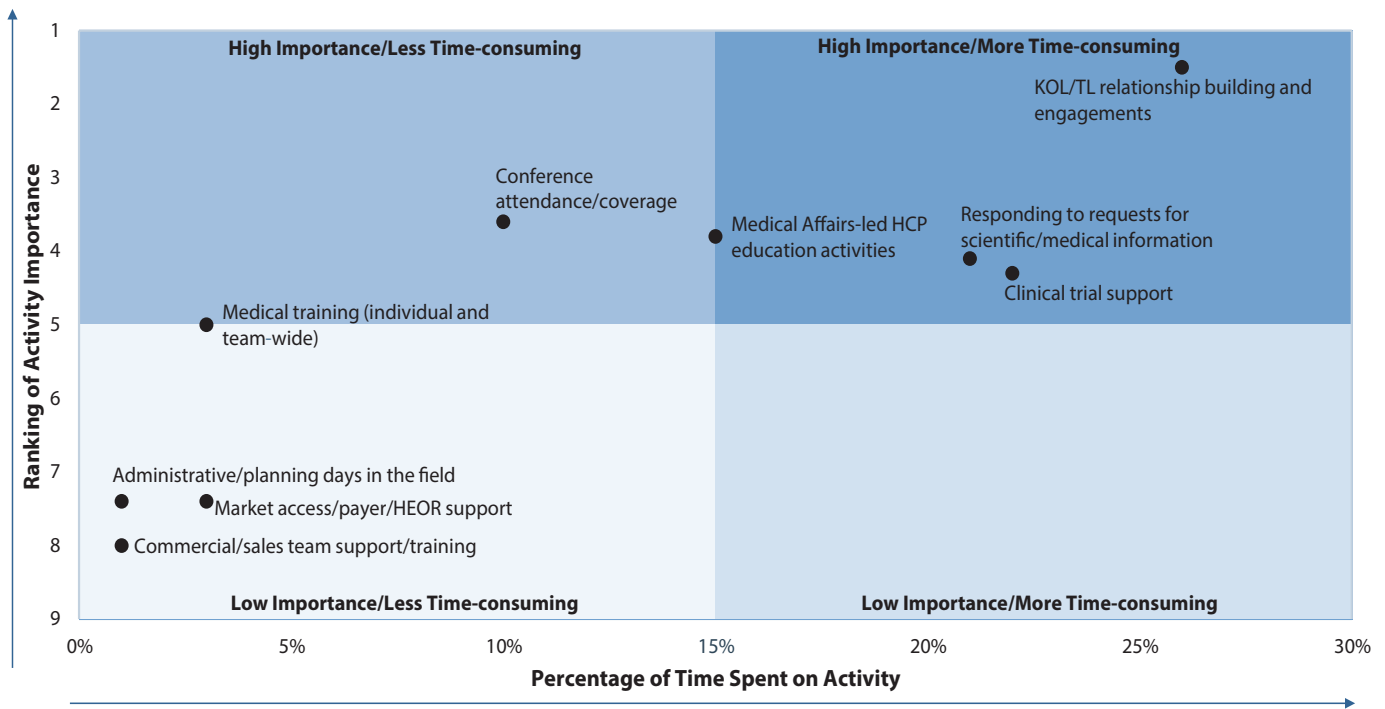 1
High Importance/Less Time-consuming
High Importance/More Time-consuming
KOL/TL relationship building and
engagements
2
3
Conference
attendance/coverage
Medical Affairs-led HCP
education activities
Responding to requests for
scientific/medical information
4
Clinical trial support
Medical training (individual and
team-wide)
5
6
7
Administrative/planning days in the field
Market access/payer/HEOR support
8
Commercial/sales team support/training
Low Importance/Less Time-consuming
Low Importance/More Time-consuming
9
Ranking of Activity Importance
0%
5%
10%
15%
20%
25%
30%
Percentage of Time Spent on Activity